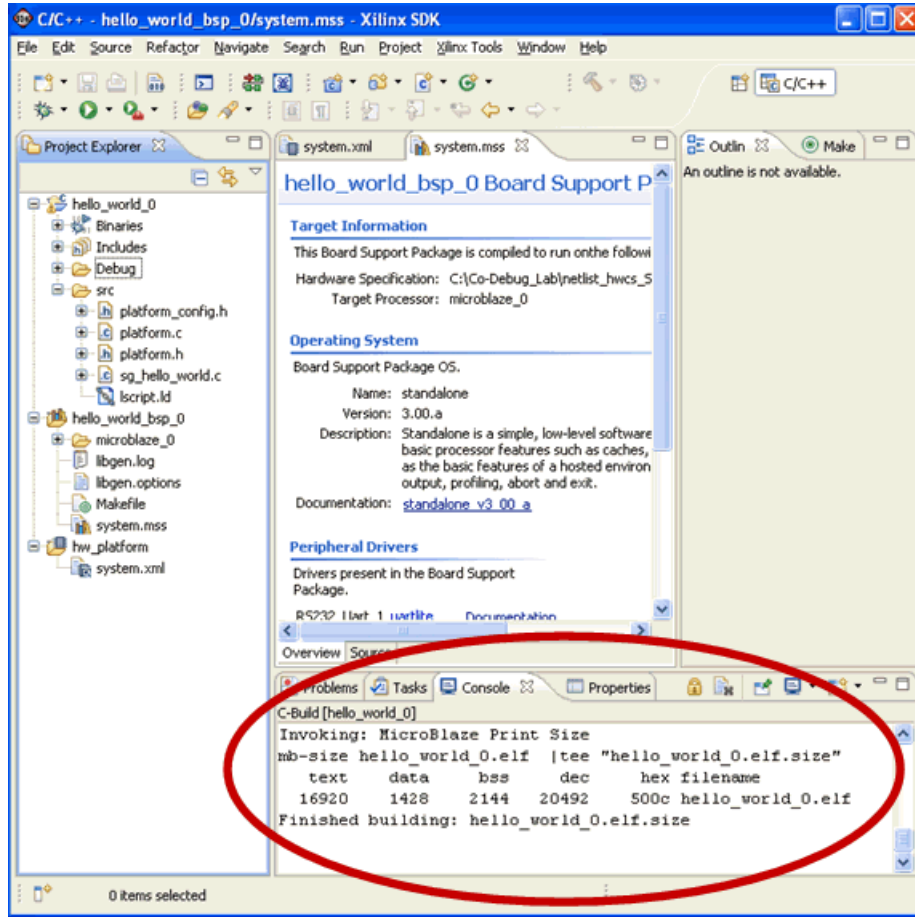 C/C++ - hello_world_bsp_0/system.mss - Xilinx SDK
File Edit Source Refactor Navigate Search Run Project Xilinx Tools Window Help
C/C++
Project Explorer
hello_world_0
Binaries
Includes
Debug
src
platform_config.h
platform.c
platform.h
sg_hello_world.c
lscript.ld
hello_world_bsp_0
microblaze_0
libgen.log
libgen.options
Makefile
system.mss
hw_platform
system.xml
system.xml system.mss
hello_world_bsp_0 Board Support P
Target Information
This Board Support Package is compiled to run onthe followi
Hardware Specification: C:\Co-Debug_Lab\netlist_hwcs_S
Target Processor: microblaze_0
Operating System
Board Support Package OS.
Name: standalone
Version: 3.00.a
Description: Standalone is a simple, low-level software
basic processor features such as caches,
as the basic features of a hosted environ
output, profiling, abort and exit.
Documentation: standalone_v3_00_a
Peripheral Drivers
Drivers present in the Board Support
Package.
RS232_Uart_1 uartlite Documentation
Overview Source
Outlin Make
An outline is not available.
Problems Tasks Console Properties
C-Build [hello_world_0]
Invoking: MicroBlaze Print Size
mb-size hello_world_0.elf |tee "hello_world_0.elf.size"
text data bss dec hex filename
16920 1428 2144 20492 500c hello_world_0.elf
Finished building: hello_world_0.elf.size
0 items selected